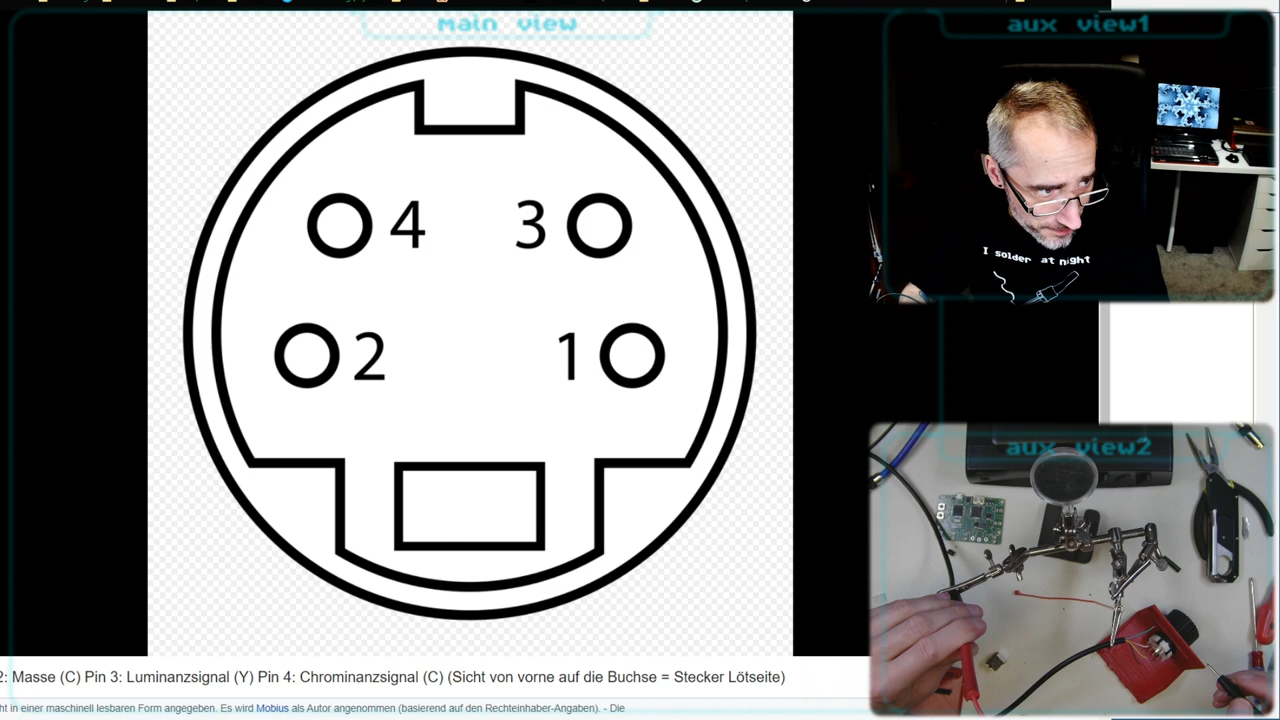 main view
aux view1
4 3
2 1
I solder at night
aux view2
2: Masse (C) Pin 3: Luminanzsignal (Y) Pin 4: Chrominanzsignal (C) (Sicht von vorne auf die Buchse = Stecker Lötseite)
ht in einer maschinell lesbaren Form angegeben. Es wird Mobius als Autor angenommen (basierend auf den Rechteinhaber-Angaben). - Die